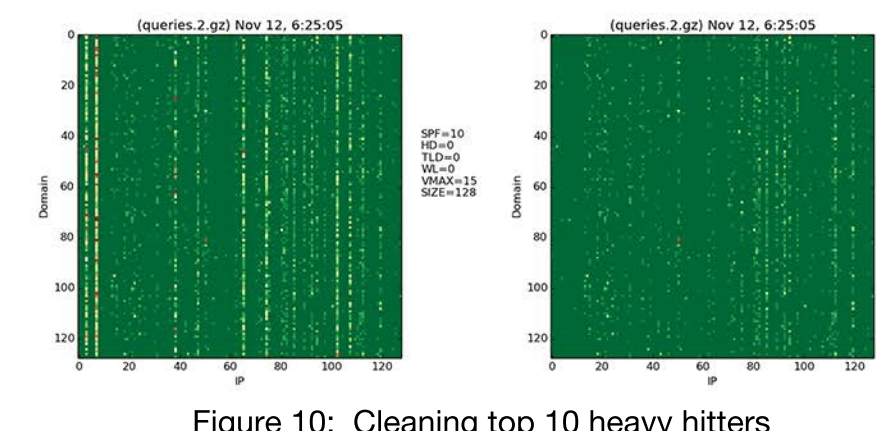 (queries.2.gz) Nov 12, 6:25:05
0
20
40
60
80
100
120
Domain
0 20 40 60 80 100 120
IP
SPF=10
HD=0
TLD=0
WL=0
VMAX=15
SIZE=128
(queries.2.gz) Nov 12, 6:25:05
0
20
40
60
80
100
120
Domain
0 20 40 60 80 100 120
IP
Figure 10: Cleaning top 10 heavy hitters